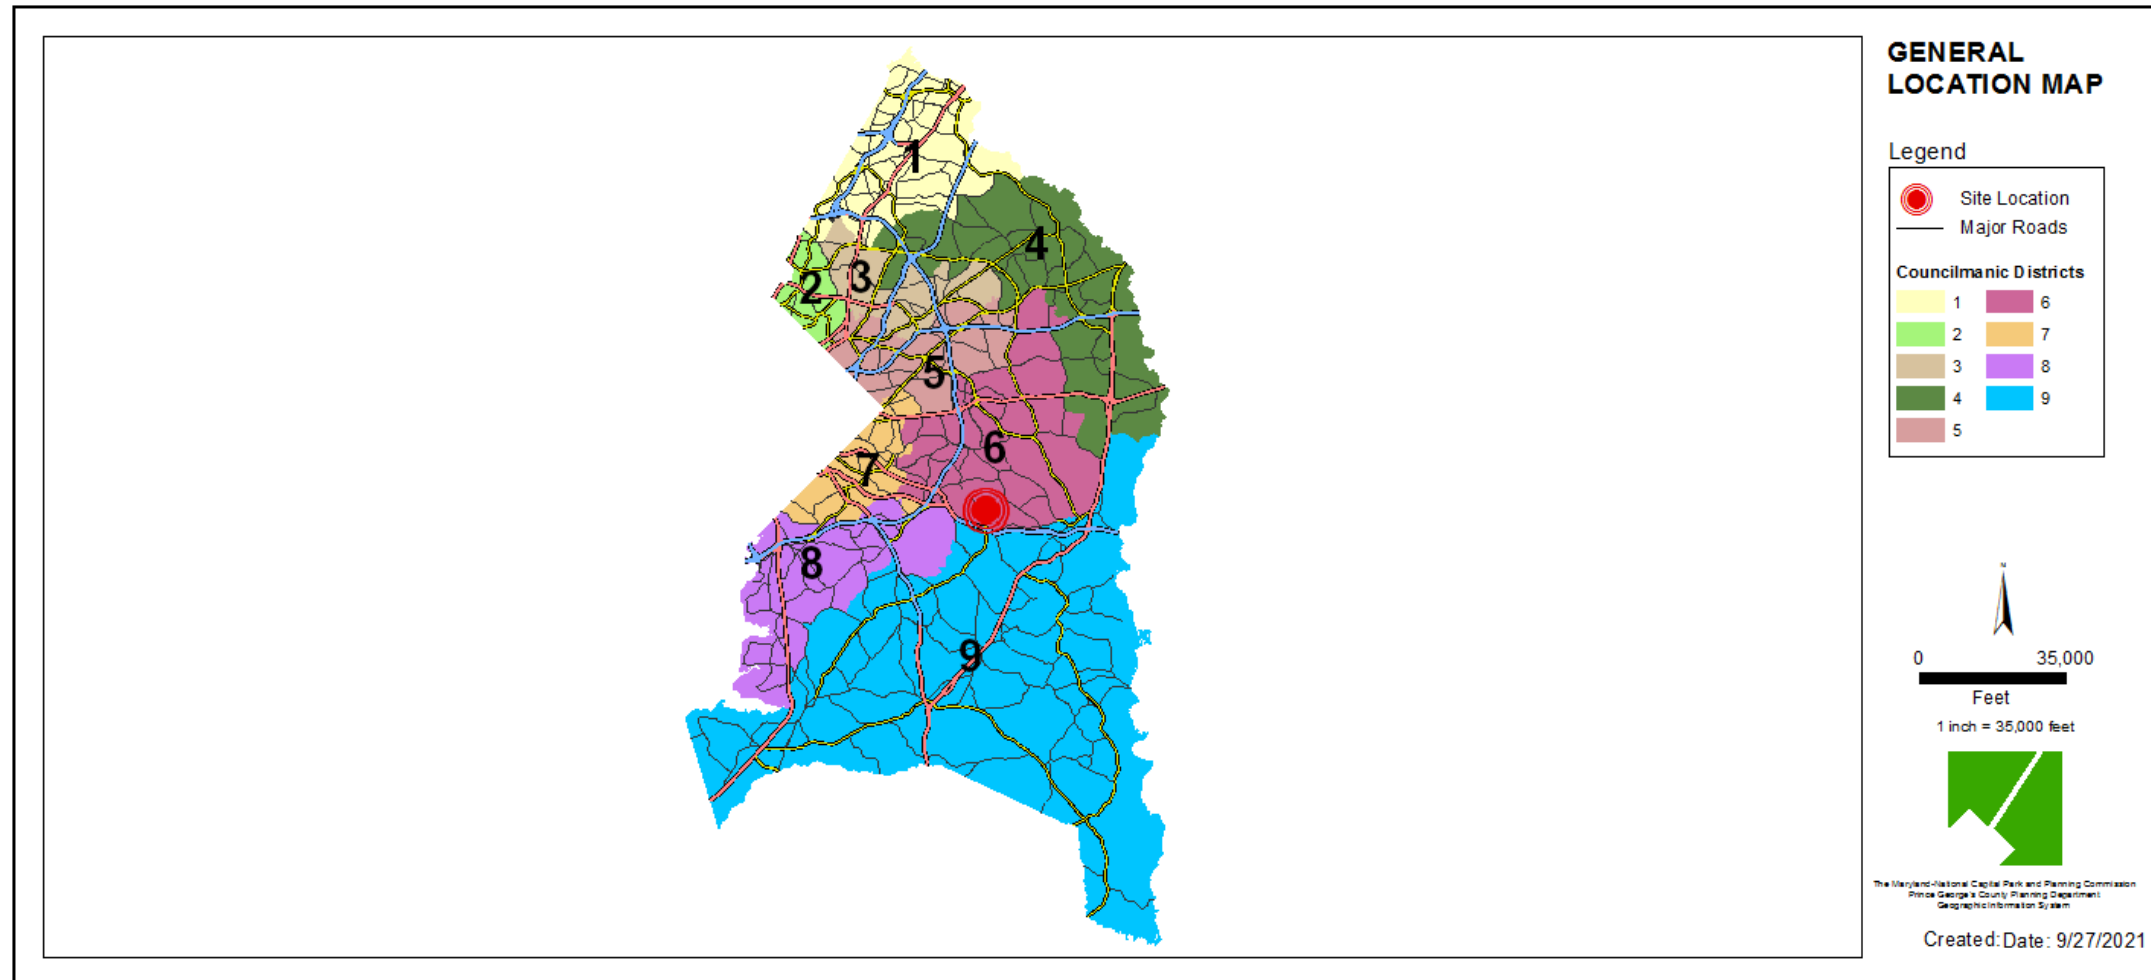 GENERAL
LOCATION MAP
Legend
Site Location
Major Roads
Councilmanic Districts
1 6
2 7
3 8
4 9
5
1
4
3
2
5
6
7
8
9
N
0 35,000
Feet
1 inch = 35,000 feet
The Maryland-National Capital Park and Planning Commission
Prince George's County Planning Department
Geographic Information System
Created: Date: 9/27/2021